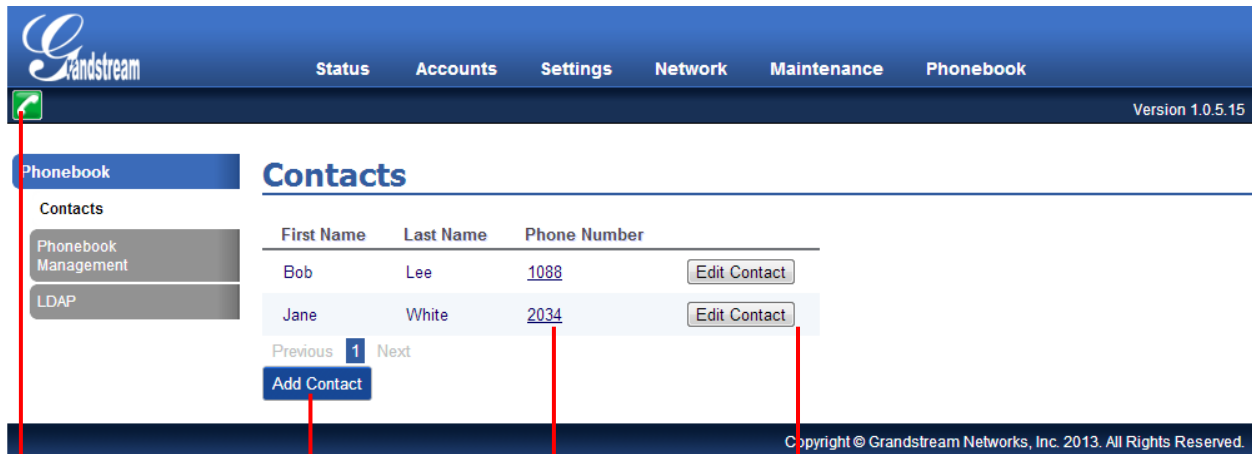 Grandstream
Status Accounts Settings Network Maintenance Phonebook
Version 1.0.5.15
Phonebook
Contacts
Phonebook
Management
LDAP
Contacts
First Name Last Name Phone Number
Bob Lee 1088 Edit Contact
Jane White 2034 Edit Contact
Previous 1 Next
Add Contact
Copyright © Grandstream Networks, Inc. 2013. All Rights Reserved.